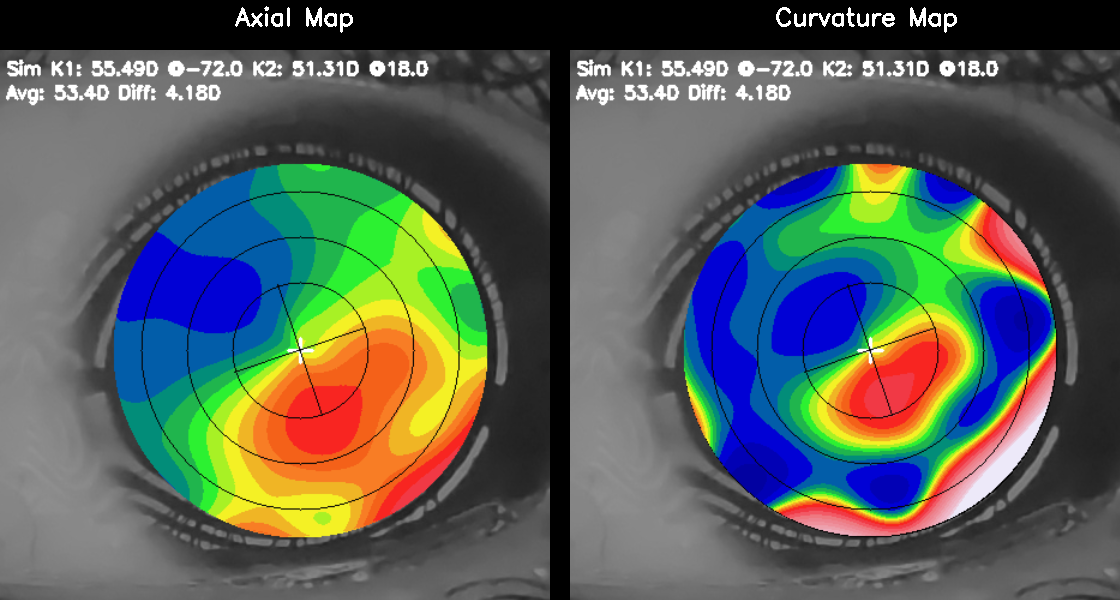 Axial Map
Curvature Map
Sim K1: 55.49D @-72.0 K2: 51.31D @18.0
Avg: 53.4D Diff: 4.18D
Sim K1: 55.49D @-72.0 K2: 51.31D @18.0
Avg: 53.4D Diff: 4.18D